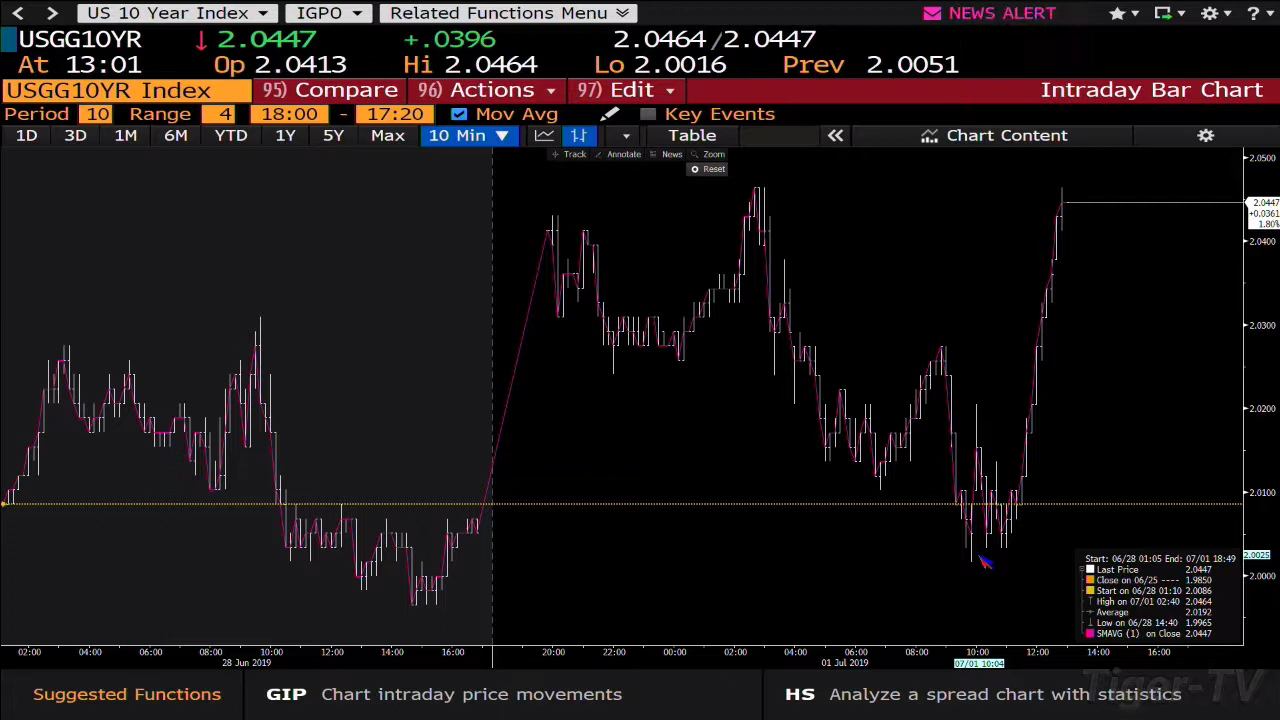 US 10 Year Index IGPO Related Functions Menu NEWS ALERT ?
USGG10YR 2.0447 +.0396 2.0464/2.0447
At 13:01 Op 2.0413 Hi 2.0464 Lo 2.0016 Prev 2.0051
USGG10YR Index 95) Compare 96) Actions 97) Edit Intraday Bar Chart
Period 10 Range 4 18:00 - 17:20 Mov Avg Key Events
1D 3D 1M 6M YTD 1Y 5Y Max 10 Min ▼ Table « Chart Content
Track Annotate News Zoom
Reset
2.0500
2.0447
+0.0361
1.80%
2.0400
2.0300
2.0200
2.0100
2.0025
2.0000
Start: 06/28 01:05 End: 07/01 18:49
Last Price 2.0447
Close on 06/25 ---- 1.9850
Start on 06/28 01:10 2.0086
High on 07/01 02:40 2.0464
Average 2.0192
Low on 06/28 14:40 1.9965
SMAVG (1) on Close 2.0447
02:00 04:00 06:00 08:00 10:00 12:00 14:00 16:00 20:00 22:00 00:00 02:00 04:00 06:00 08:00 10:00 12:00 14:00 16:00
28 Jun 2019 01 Jul 2019 07/01 10:04
Suggested Functions GIP Chart intraday price movements HS Analyze a spread chart with statistics
Tiger-TV